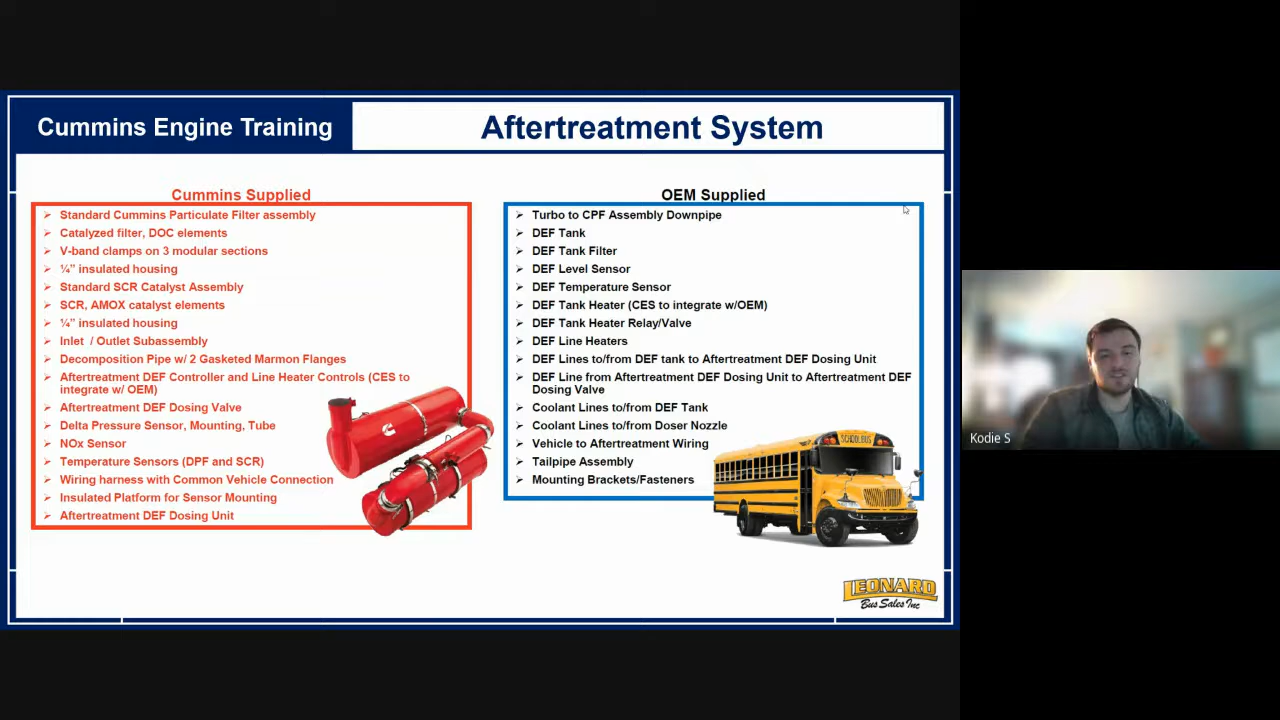 Cummins Engine Training
Aftertreatment System
Cummins Supplied
Standard Cummins Particulate Filter assembly
Catalyzed filter, DOC elements
V-band clamps on 3 modular sections
¼” insulated housing
Standard SCR Catalyst Assembly
SCR, AMOX catalyst elements
¼” insulated housing
Inlet / Outlet Subassembly
Decomposition Pipe w/ 2 Gasketed Marmon Flanges
Aftertreatment DEF Controller and Line Heater Controls (CES to
integrate w/ OEM)
Aftertreatment DEF Dosing Valve
Delta Pressure Sensor, Mounting, Tube
NOx Sensor
Temperature Sensors (DPF and SCR)
Wiring harness with Common Vehicle Connection
Insulated Platform for Sensor Mounting
Aftertreatment DEF Dosing Unit
OEM Supplied
Turbo to CPF Assembly Downpipe
DEF Tank
DEF Tank Filter
DEF Level Sensor
DEF Temperature Sensor
DEF Tank Heater (CES to integrate w/OEM)
DEF Tank Heater Relay/Valve
DEF Line Heaters
DEF Lines to/from DEF tank to Aftertreatment DEF Dosing Unit
DEF Line from Aftertreatment DEF Dosing Unit to Aftertreatment DEF
Dosing Valve
Coolant Lines to/from DEF Tank
Coolant Lines to/from Doser Nozzle
Vehicle to Aftertreatment Wiring
Tailpipe Assembly
Mounting Brackets/Fasteners
SCHOOL BUS
LEONARD
Bus Sales Inc
Kodie S